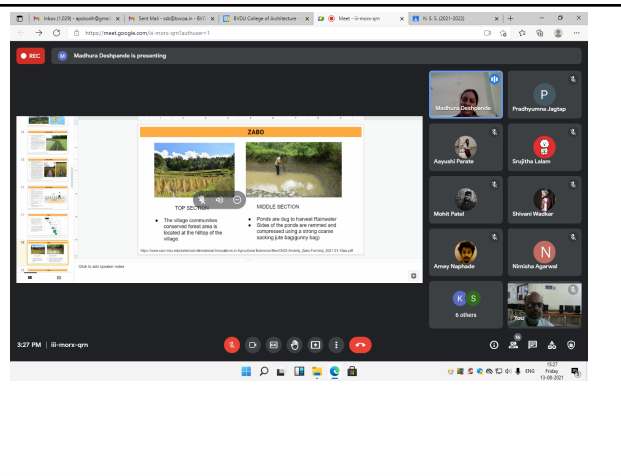 Inbox (1,029) - apsbodh@gmai
Sent Mail - ssb@bvcoa.in - BVD
BVDU College of Architecture -
Meet - iii-morx-qrn
N. S. S. (2021-2022)
https://meet.google.com/iii-morx-qrn?authuser=1
REC
M
Madhura Deshpande is presenting
ZABO
TOP SECTION
MIDDLE SECTION
The village communities
conserved forest area is
located at the hilltop of the
village.
Ponds are dug to harvest Rainwater
Sides of the ponds are rammed and
compressed using a strong coarse
sacking jute bag(gunny bag)
Click to add speaker notes
Madhura Deshpande
P
Pradhyumna Jagtap
Aayushi Parate
Srujitha Lalam
Mohit Patel
Shivani Wadkar
Amey Naphade
N
Nimisha Agarwal
K S
6 others
You
3:27 PM | iii-morx-qrn
ENG
15:27
Friday
13-08-2021